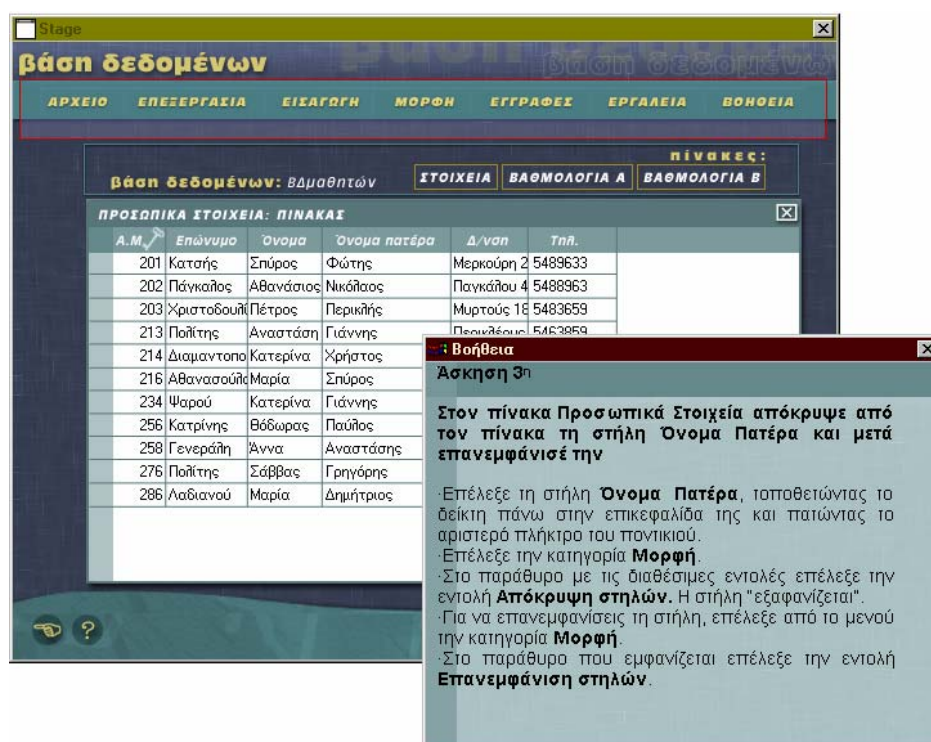 Stage
βάση δεδομένων
ΑΡΧΕΙΟ ΕΠΕΞΕΡΓΑΣΙΑ ΕΙΣΑΓΩΓΗ ΜΟΡΦΗ ΕΓΓΡΑΦΕΣ ΕΡΓΑΛΕΙΑ ΒΟΗΘΕΙΑ
πίνακες:
βάση δεδομένων: ΒΔμαθητών ΣΤΟΙΧΕΙΑ ΒΑΘΜΟΛΟΓΙΑ Α ΒΑΘΜΟΛΟΓΙΑ Β
ΠΡΟΣΩΠΙΚΑ ΣΤΟΙΧΕΙΑ: ΠΙΝΑΚΑΣ
Α.Μ. Επώνυμο Όνομα Όνομα πατέρα Δ/νση Τηλ.
201 Κατσής Σπύρος Φώτης Μερκούρη 2 5489633
202 Πάγκαλος Αθανάσιος Νικόλαος Παγκάλου 4 5488963
203 Χριστοδουλ Πέτρος Περικλής Μυρτούς 18 5483659
213 Πολίτης Αναστάση Γιάννης Περικλέους 5463859
214 Διαμαντοπο Κατερίνα Χρήστος
216 Αθανασούλ Μαρία Σπύρος
234 Ψαρού Κατερίνα Γιάννης
256 Κατρίνης Θόδωρας Παύλος
258 Γενεράλη Άννα Αναστάσης
276 Πολίτης Σάββας Γρηγόρης
286 Λαδιανού Μαρία Δημήτριος
?
Βοήθεια
Άσκηση 3η
Στον πίνακα Προσωπικά Στοιχεία απόκρυψε από
τον πίνακα τη στήλη Όνομα Πατέρα και μετά
επανεμφάνισέ την
·Επέλεξε τη στήλη Όνομα Πατέρα, τοποθετώντας το
δείκτη πάνω στην επικεφαλίδα της και πατώντας το
αριστερό πλήκτρο του ποντικιού.
·Επέλεξε την κατηγορία Μορφή.
·Στο παράθυρο με τις διαθέσιμες εντολές επέλεξε την
εντολή Απόκρυψη στηλών. Η στήλη "εξαφανίζεται".
·Για να επανεμφανίσεις τη στήλη, επέλεξε από το μενού
την κατηγορία Μορφή.
·Στο παράθυρο που εμφανίζεται επέλεξε την εντολή
Επανεμφάνιση στηλών.